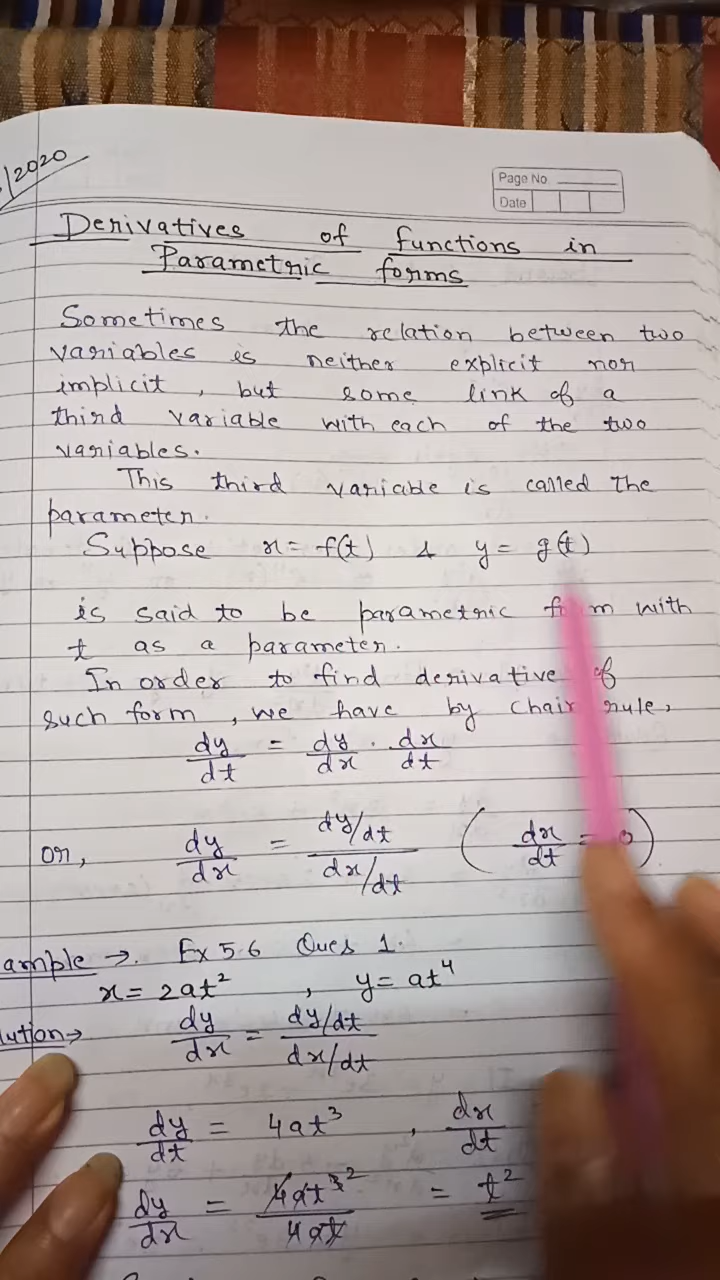 /2020
Page No
Date
Derivatives of functions in
Parametric forms
Sometimes the relation between two
variables is neither explicit nor
implicit, but some link of a
third variable with each of the two
variables.
This third variable is called the
parameter.
Suppose x = f(t) & y = g(t)
is said to be parametric form with
t as a parameter.
In order to find derivative of
such form, we have by chain rule,
dy/dt = dy/dx · dx/dt
or, dy/dx = (dy/dt)/(dx/dt) (dx/dt = 0)
ample → Ex 5.6 Ques 1.
x = 2at², y = at⁴
lution → dy/dx = (dy/dt)/(dx/dt)
dy/dt = 4at³, dx/dt
dy/dx = 4at³ ²/4at = t²